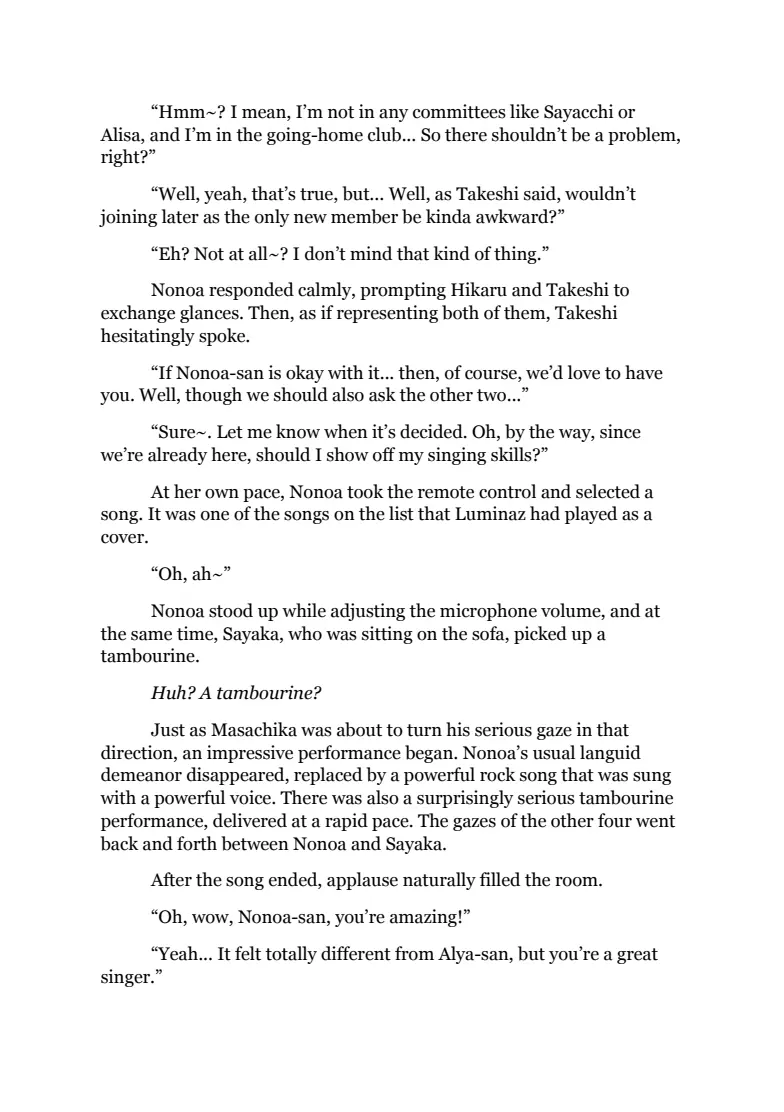 “Hmm~? I mean, I’m not in any committees like Sayacchi or
Alisa, and I’m in the going-home club... So there shouldn’t be a problem,
right?”
“Well, yeah, that’s true, but... Well, as Takeshi said, wouldn’t
joining later as the only new member be kinda awkward?”
“Eh? Not at all~? I don’t mind that kind of thing.”
Nonoa responded calmly, prompting Hikaru and Takeshi to
exchange glances. Then, as if representing both of them, Takeshi
hesitatingly spoke.
“If Nonoa-san is okay with it... then, of course, we’d love to have
you. Well, though we should also ask the other two...”
“Sure~. Let me know when it’s decided. Oh, by the way, since
we’re already here, should I show off my singing skills?”
At her own pace, Nonoa took the remote control and selected a
song. It was one of the songs on the list that Luminaz had played as a
cover.
“Oh, ah~”
Nonoa stood up while adjusting the microphone volume, and at
the same time, Sayaka, who was sitting on the sofa, picked up a
tambourine.
Huh? A tambourine?
Just as Masachika was about to turn his serious gaze in that
direction, an impressive performance began. Nonoa’s usual languid
demeanor disappeared, replaced by a powerful rock song that was sung
with a powerful voice. There was also a surprisingly serious tambourine
performance, delivered at a rapid pace. The gazes of the other four went
back and forth between Nonoa and Sayaka.
After the song ended, applause naturally filled the room.
“Oh, wow, Nonoa-san, you’re amazing!”
“Yeah... It felt totally different from Alya-san, but you’re a great
singer.”